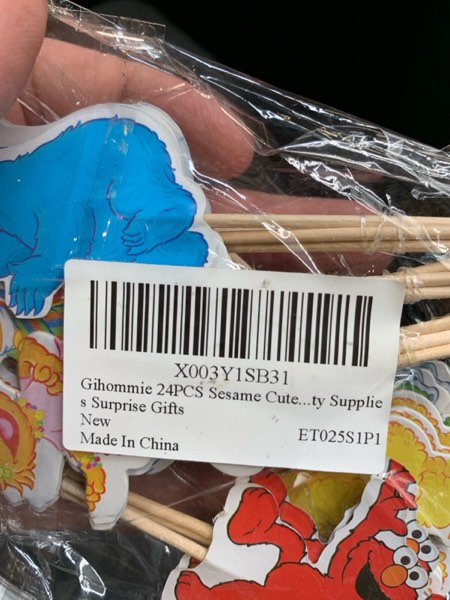 X003Y1SB31
Gihommie 24PCS Sesame Cute...ty Supplie
s Surprise Gifts
New
Made In China ET025S1P1